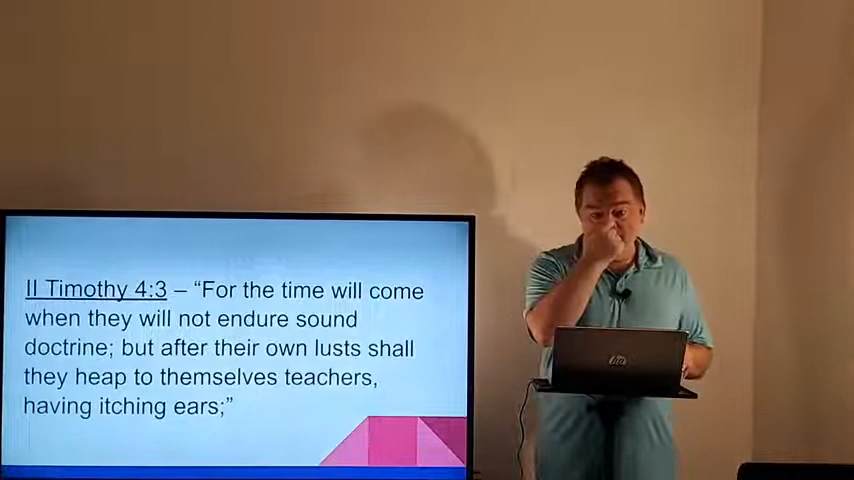 II Timothy 4:3 – “For the time will come
when they will not endure sound
doctrine; but after their own lusts shall
they heap to themselves teachers,
having itching ears;”
hp